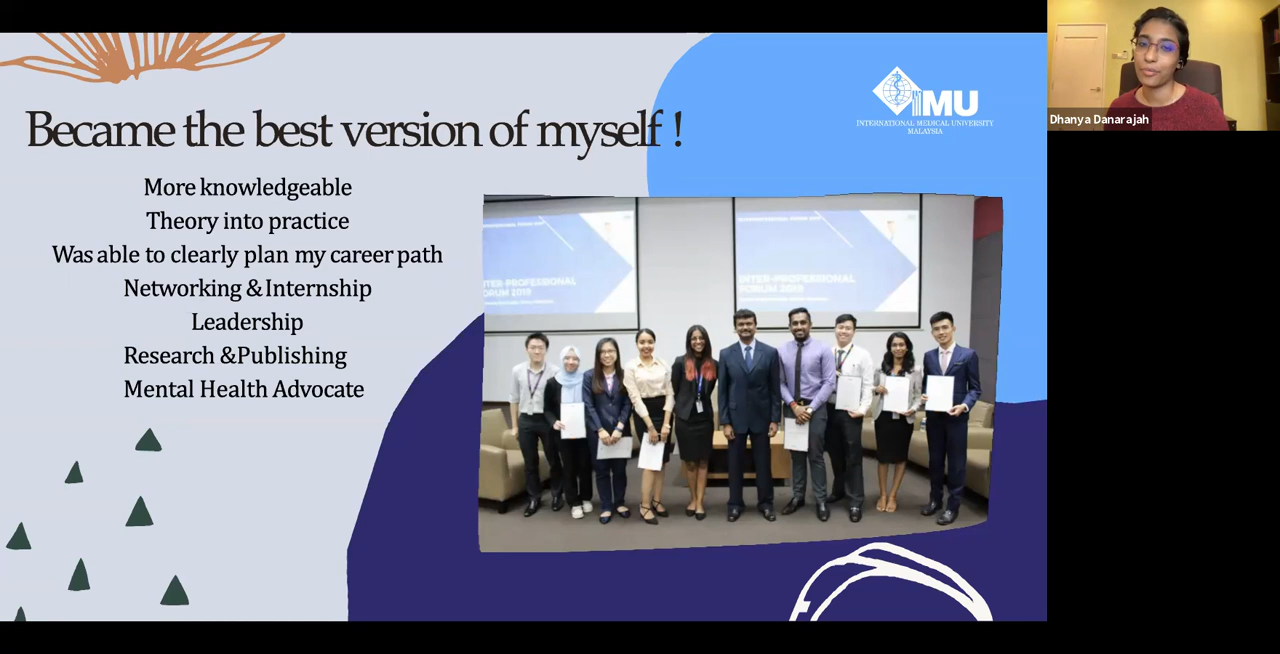 Became the best version of myself !
More knowledgeable
Theory into practice
Was able to clearly plan my career path
Networking & Internship
Leadership
Research &Publishing
Mental Health Advocate
IMU
INTERNATIONAL MEDICAL UNIVERSITY
MALAYSIA
INTER-PROFESSIONAL
FORUM 2019
INTER-PROFESSIONAL
FORUM 2019
Dhanya Danarajah